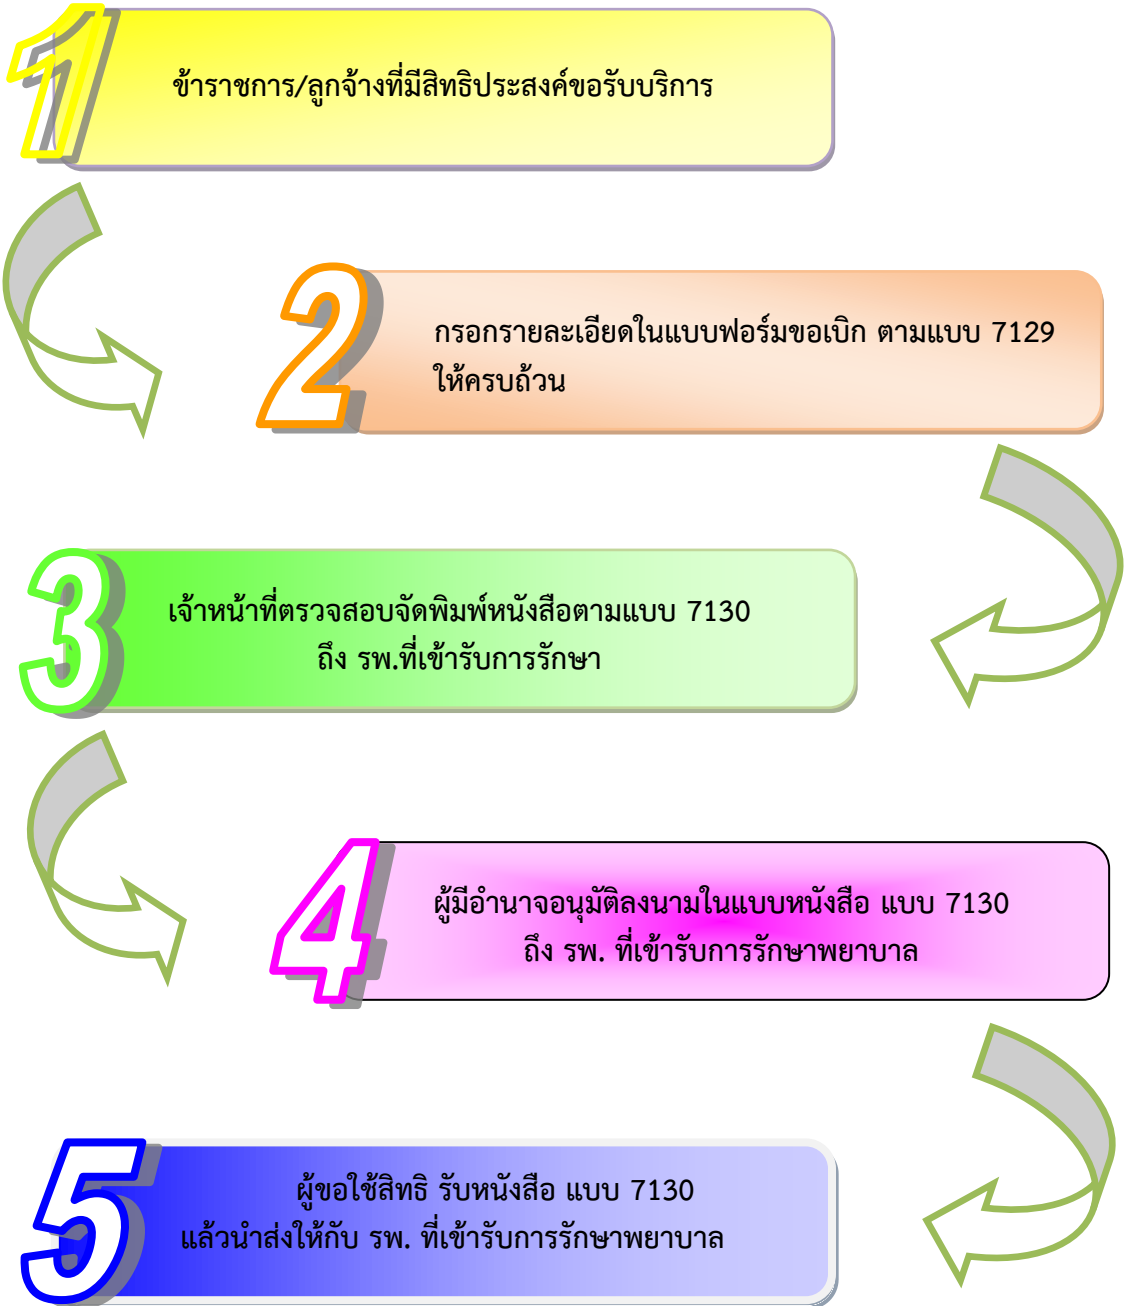 1
ข้าราชการ/ลูกจ้างที่มีสิทธิประสงค์ขอรับบริการ
2
กรอกรายละเอียดในแบบฟอร์มขอเบิก ตามแบบ 7129
ให้ครบถ้วน
3
เจ้าหน้าที่ตรวจสอบจัดพิมพ์หนังสือตามแบบ 7130
ถึง รพ.ที่เข้ารับการรักษา
4
ผู้มีอำนาจอนุมัติลงนามในแบบหนังสือ แบบ 7130
ถึง รพ. ที่เข้ารับการรักษาพยาบาล
5
ผู้ขอใช้สิทธิ รับหนังสือ แบบ 7130
แล้วนำส่งให้กับ รพ. ที่เข้ารับการรักษาพยาบาล